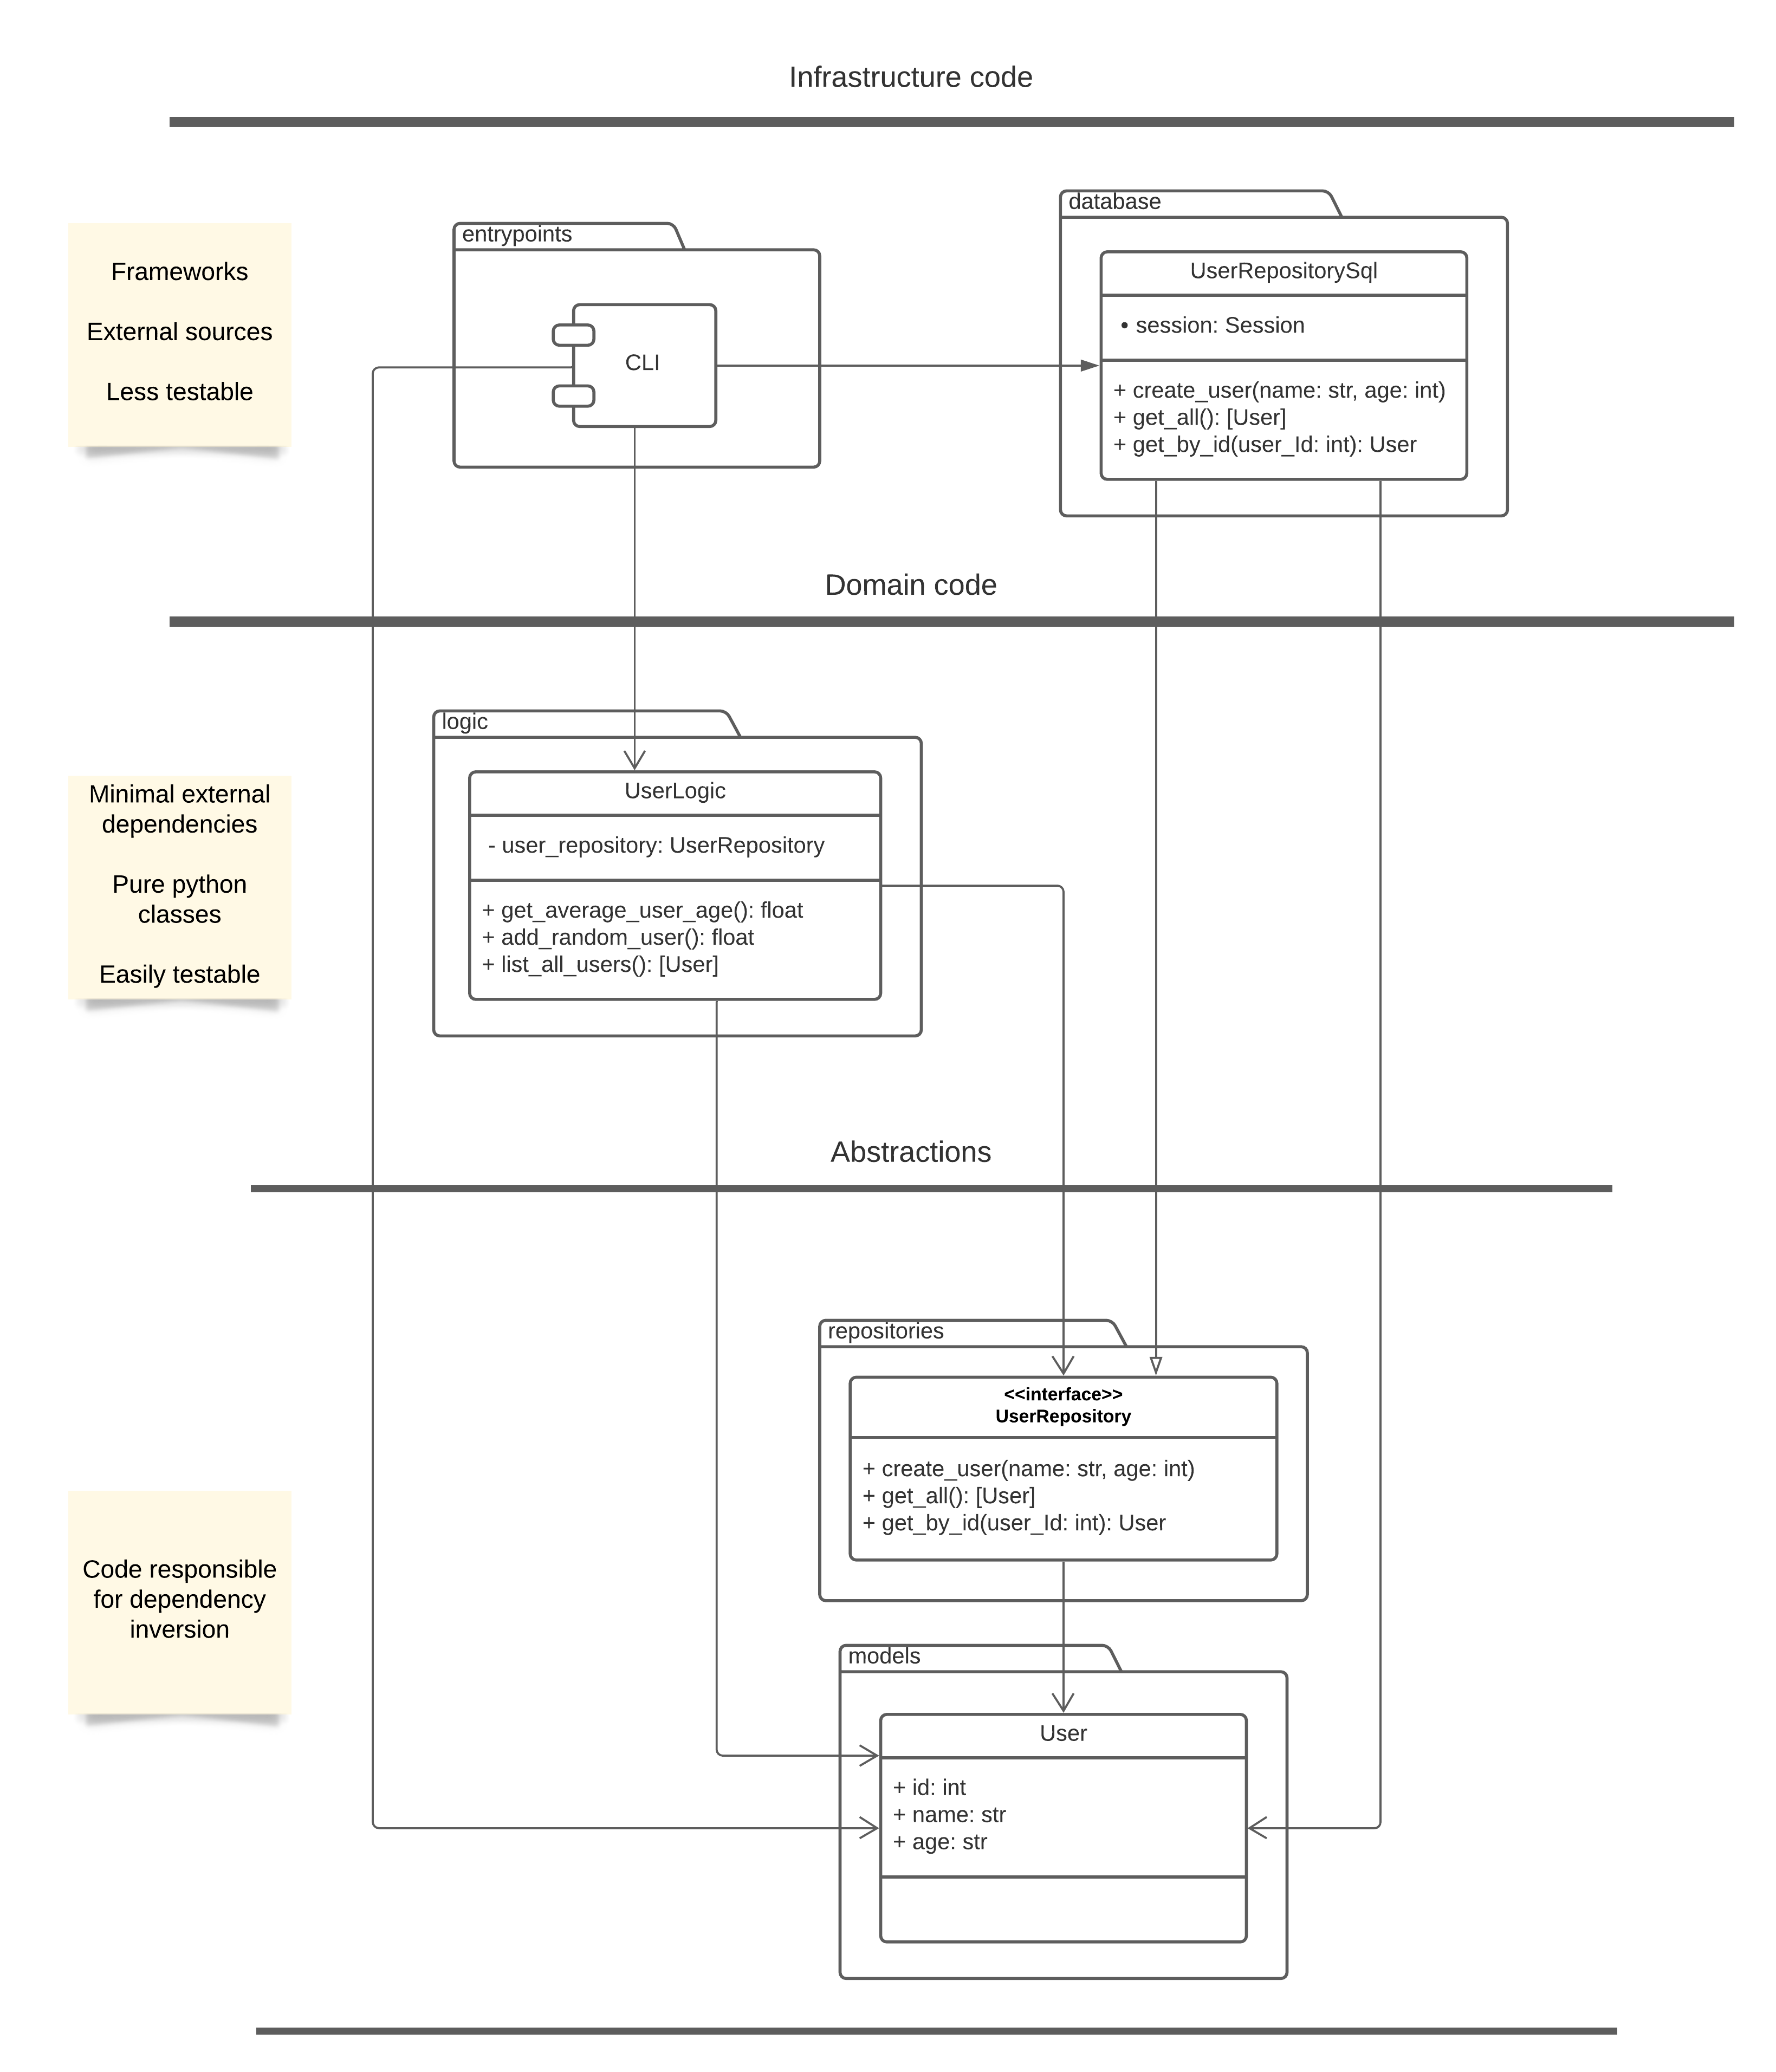 Infrastructure code
Frameworks
External sources
Less testable
entrypoints
CLI
database
UserRepositorySql
• session: Session
+ create_user(name: str, age: int)
+ get_all(): [User]
+ get_by_id(user_Id: int): User
Domain code
Minimal external
dependencies
Pure python
classes
Easily testable
logic
UserLogic
- user_repository: UserRepository
+ get_average_user_age(): float
+ add_random_user(): float
+ list_all_users(): [User]
Abstractions
Code responsible
for dependency
inversion
repositories
<<interface>>
UserRepository
+ create_user(name: str, age: int)
+ get_all(): [User]
+ get_by_id(user_Id: int): User
models
User
+ id: int
+ name: str
+ age: str